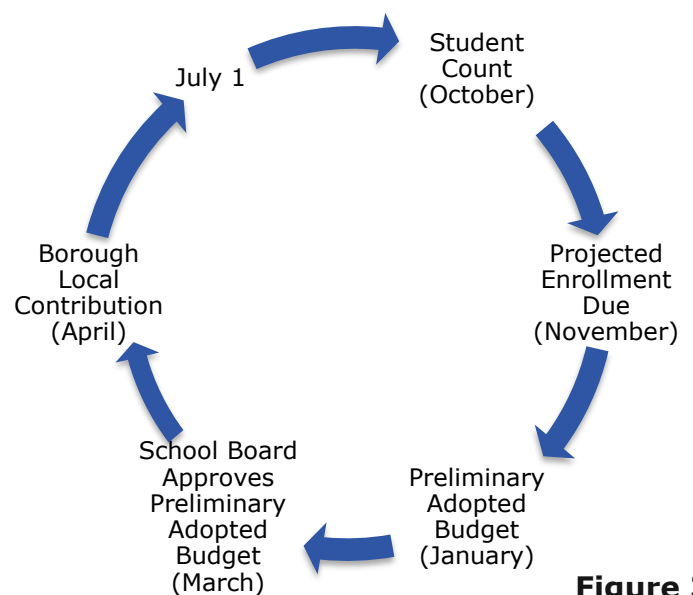 July 1
Student
Count
(October)
Projected
Enrollment
Due
(November)
Preliminary
Adopted
Budget
(January)
School Board
Approves
Preliminary
Adopted
Budget
(March)
Borough
Local
Contribution
(April)
Figure